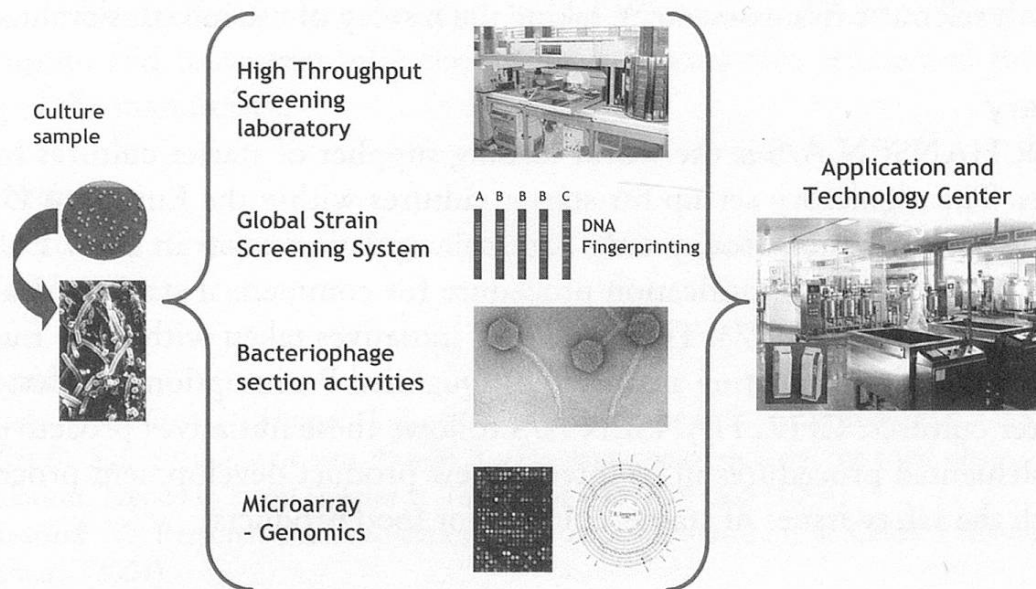 Culture
sample
High Throughput
Screening
laboratory
Global Strain
Screening System
A B B B C
DNA
Fingerprinting
Bacteriophage
section activities
Microarray
- Genomics
Application and
Technology Center